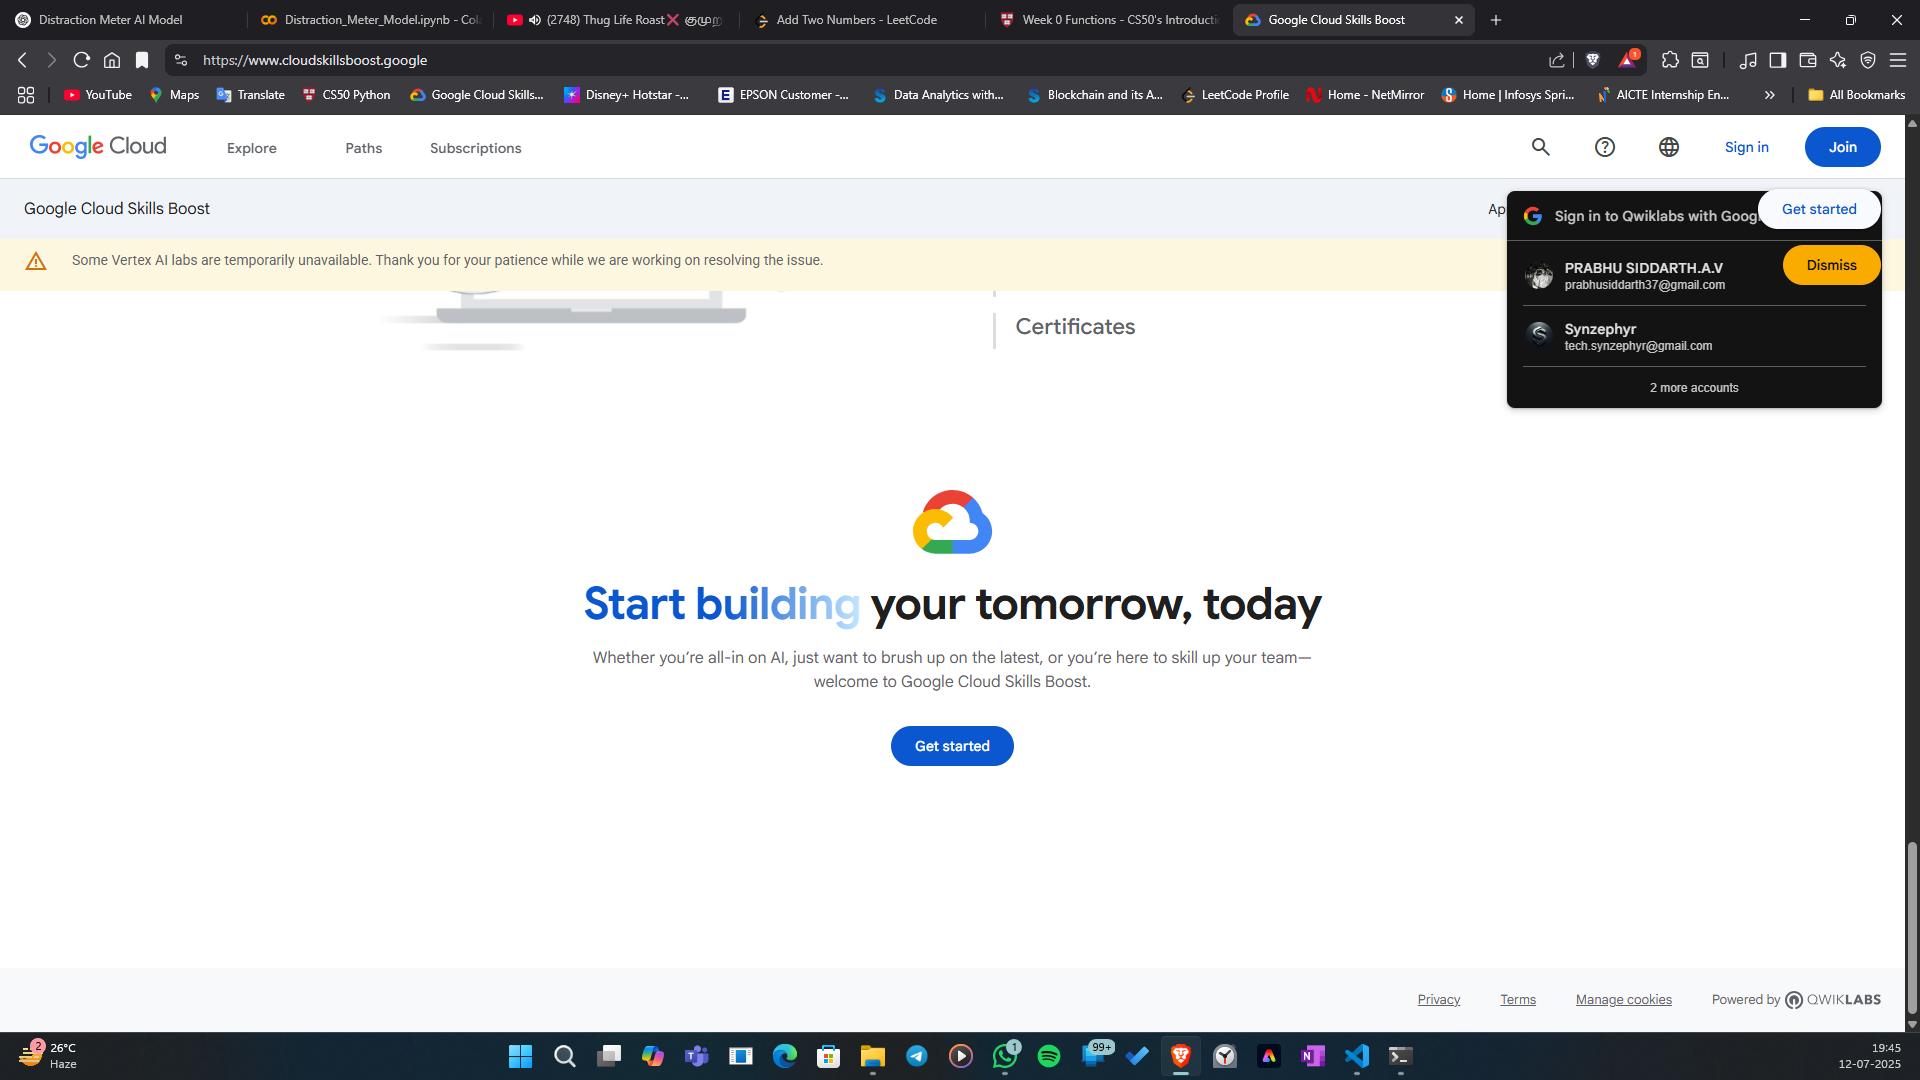 Distraction Meter AI Model
Distraction_Meter_Model.ipynb - Cola
(2748) Thug Life Roast❌ குமுற
Add Two Numbers - LeetCode
Week 0 Functions - CS50's Introductio
Google Cloud Skills Boost
https://www.cloudskillsboost.google
1
YouTube
Maps
Translate
CS50 Python
Google Cloud Skills...
Disney+ Hotstar -...
EPSON Customer -...
Data Analytics with...
Blockchain and its A...
LeetCode Profile
Home - NetMirror
Home | Infosys Spri...
AICTE Internship En...
All Bookmarks
Google Cloud
Explore
Paths
Subscriptions
Sign in
Join
Google Cloud Skills Boost
Ap
Sign in to Qwiklabs with Googl
Get started
Some Vertex AI labs are temporarily unavailable. Thank you for your patience while we are working on resolving the issue.
Dismiss
PRABHU SIDDARTH.A.V
prabhusiddarth37@gmail.com
Synzephyr
tech.synzephyr@gmail.com
2 more accounts
Certificates
Start building your tomorrow, today
Whether you're all-in on AI, just want to brush up on the latest, or you're here to skill up your team—
welcome to Google Cloud Skills Boost.
Get started
Privacy
Terms
Manage cookies
Powered by QWIKLABS
2
26°C
Haze
1
99+
19:45
12-07-2025